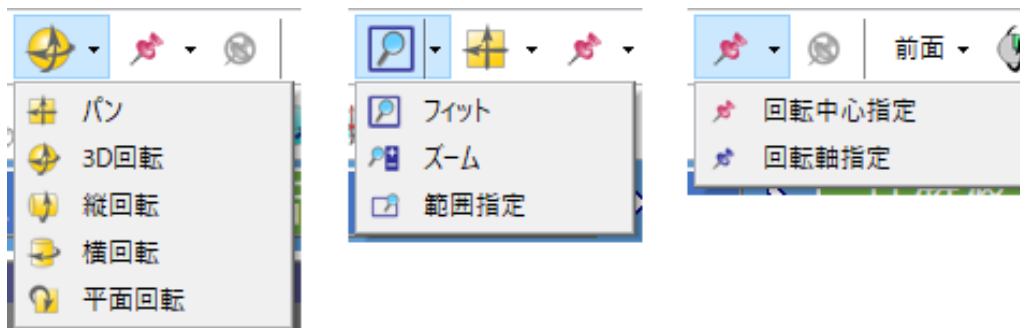 パン
3D回転
縦回転
横回転
平面回転
フィット
ズーム
範囲指定
前面
回転中心指定
回転軸指定